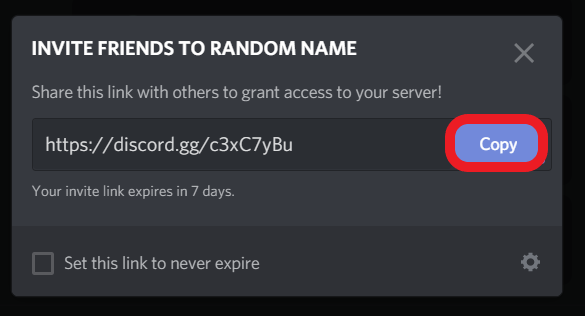 INVITE FRIENDS TO RANDOM NAME
Share this link with others to grant access to your server!
https://discord.gg/c3xC7yBu Copy
Your invite link expires in 7 days.
Set this link to never expire